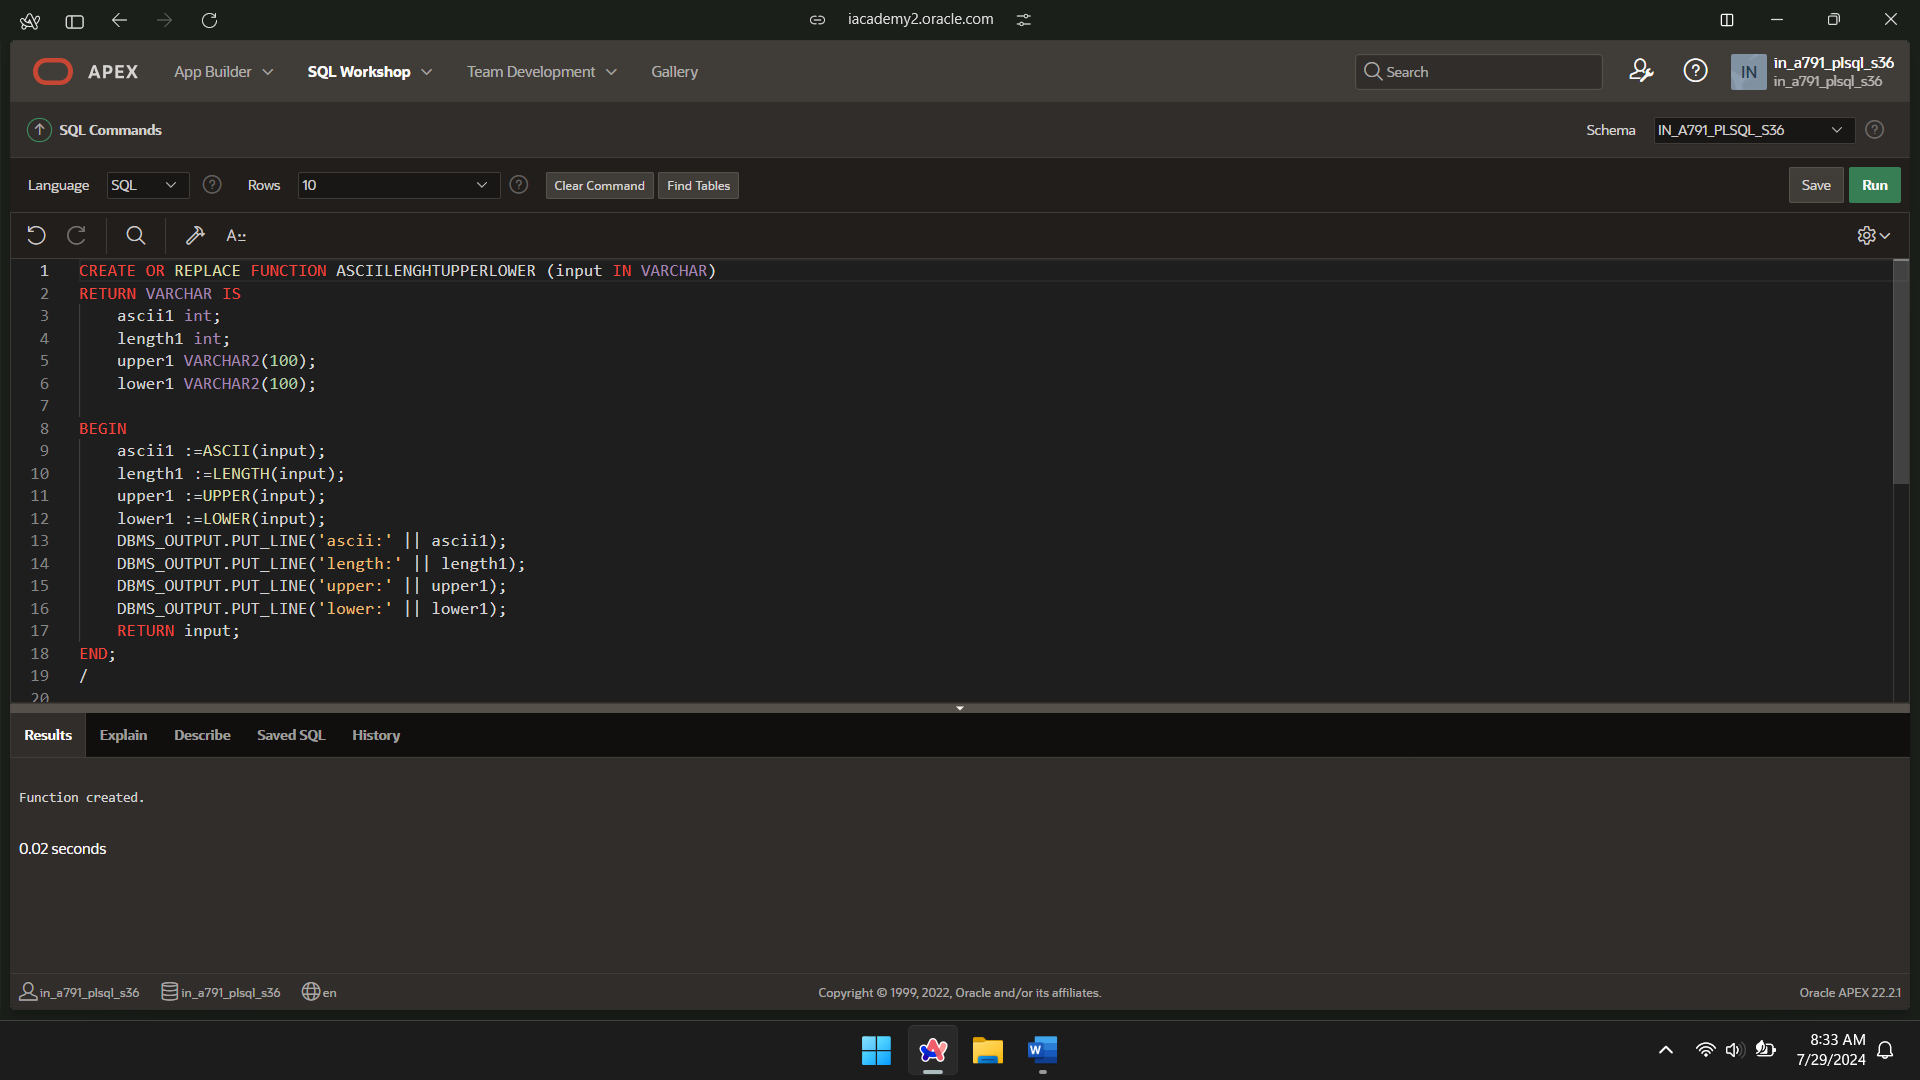 iacademy2.oracle.com
APEX
App Builder
SQL Workshop
Team Development
Gallery
Search
IN
in_a791_plsql_s36
in_a791_plsql_s36
SQL Commands
Schema
IN_A791_PLSQL_S36
Language
SQL
Rows
10
Clear Command
Find Tables
Save
Run
1 CREATE OR REPLACE FUNCTION ASCIILENGHTUPPERLOWER (input IN VARCHAR)
2 RETURN VARCHAR IS
3 ascii1 int;
4 length1 int;
5 upper1 VARCHAR2(100);
6 lower1 VARCHAR2(100);
7
8 BEGIN
9 ascii1 :=ASCII(input);
10 length1 :=LENGTH(input);
11 upper1 :=UPPER(input);
12 lower1 :=LOWER(input);
13 DBMS_OUTPUT.PUT_LINE('ascii:' || ascii1);
14 DBMS_OUTPUT.PUT_LINE('length:' || length1);
15 DBMS_OUTPUT.PUT_LINE('upper:' || upper1);
16 DBMS_OUTPUT.PUT_LINE('lower:' || lower1);
17 RETURN input;
18 END;
19 /
20
Results
Explain
Describe
Saved SQL
History
Function created.
0.02 seconds
in_a791_plsql_s36
in_a791_plsql_s36
en
Copyright © 1999, 2022, Oracle and/or its affiliates.
Oracle APEX 22.2.1
8:33 AM
7/29/2024